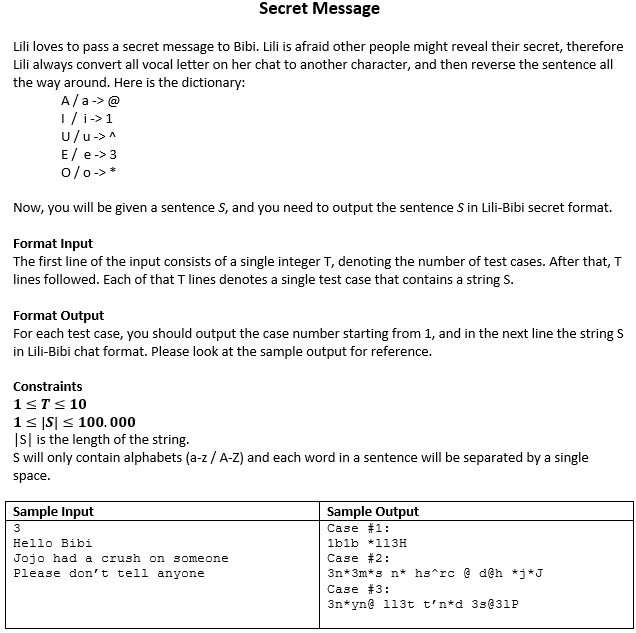 Secret Message
Lili loves to pass a secret message to Bibi. Lili is afraid other people might reveal their secret, therefore
Lili always convert all vocal letter on her chat to another character, and then reverse the sentence all
the way around. Here is the dictionary:
A/ a -> @
I / i -> 1
U / u -> ^
E/ e -> 3
O / o -> *
Now, you will be given a sentence S, and you need to output the sentence S in Lili-Bibi secret format.
Format Input
The first line of the input consists of a single integer T, denoting the number of test cases. After that, T
lines followed. Each of that T lines denotes a single test case that contains a string S.
Format Output
For each test case, you should output the case number starting from 1, and in the next line the string S
in Lili-Bibi chat format. Please look at the sample output for reference.
Constraints
1 ≤ T ≤ 10
1 ≤ |S| ≤ 100.000
|S| is the length of the string.
S will only contain alphabets (a-z / A-Z) and each word in a sentence will be separated by a single
space.
Sample Input
3
Hello Bibi
Jojo had a crush on someone
Please don't tell anyone
Sample Output
Case #1:
1b1b *ll3H
Case #2:
3n*3m*s n* hs^rc @ d@h *j*J
Case #3:
3n*yn@ ll3t t'n*d 3s@3lP